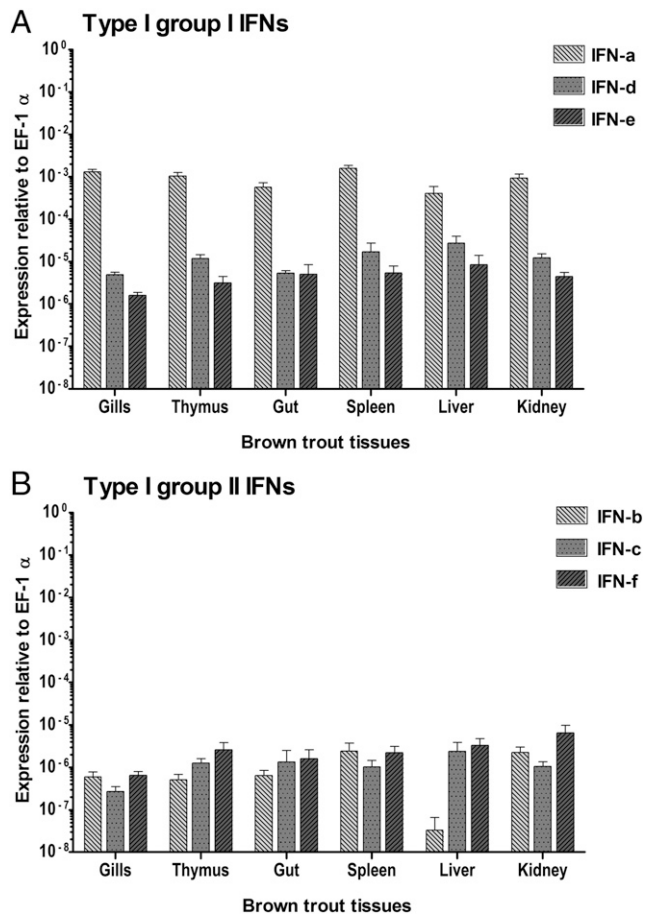 A
Type I group I IFNs
Expression relative to EF-1 α
10⁰
10⁻¹
10⁻²
10⁻³
10⁻⁴
10⁻⁵
10⁻⁶
10⁻⁷
10⁻⁸
IFN-a
IFN-d
IFN-e
Gills Thymus Gut Spleen Liver Kidney
Brown trout tissues
B
Type I group II IFNs
Expression relative to EF-1 α
10⁰
10⁻¹
10⁻²
10⁻³
10⁻⁴
10⁻⁵
10⁻⁶
10⁻⁷
10⁻⁸
IFN-b
IFN-c
IFN-f
Gills Thymus Gut Spleen Liver Kidney
Brown trout tissues